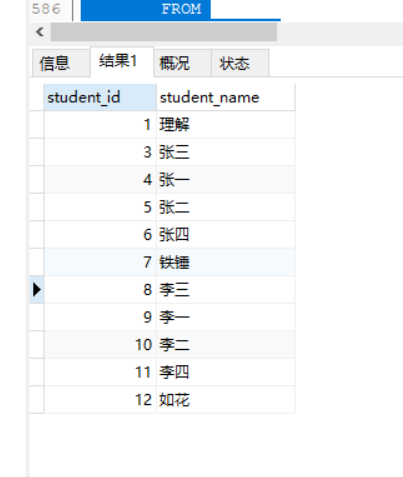 586 FROM
信息 结果1 概况 状态
student_id student_name
1 理解
3 张三
4 张一
5 张二
6 张四
7 铁锤
8 李三
9 李一
10 李二
11 李四
12 如花